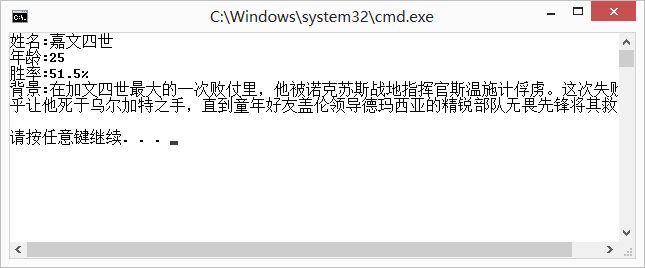 C:\Windows\system32\cmd.exe
姓名:嘉文四世
年龄:25
胜率:51.5%
背景:在加文四世最大的一次败仗里，他被诺克苏斯战地指挥官斯温施计俘虏。这次失败
乎让他死于乌尔加特之手，直到童年好友盖伦领导德玛西亚的精锐部队无畏先锋将其救
请按任意键继续. . .